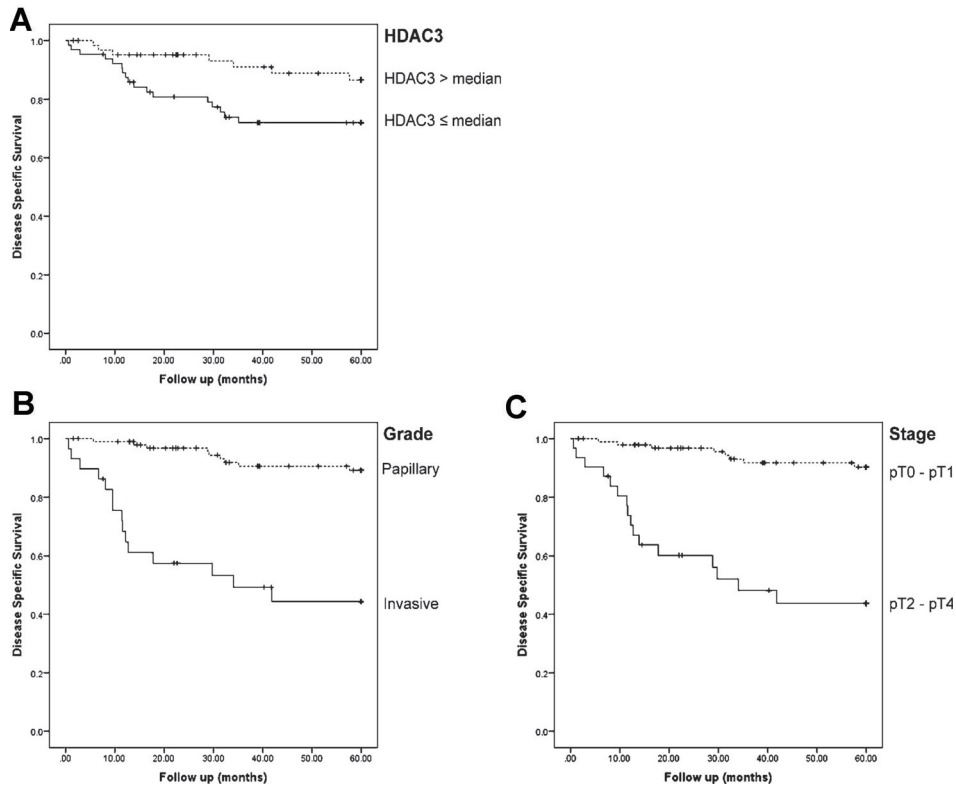 A
HDAC3
1.0
0.8
0.6
0.4
0.2
0.0
Disease Specific Survival
HDAC3 > median
HDAC3 ≤ median
.00 10.00 20.00 30.00 40.00 50.00 60.00
Follow up (months)
B
Grade
1.0
0.8
0.6
0.4
0.2
0.0
Disease Specific Survival
Papillary
Invasive
.00 10.00 20.00 30.00 40.00 50.00 60.00
Follow up (months)
C
Stage
1.0
0.8
0.6
0.4
0.2
0.0
Disease Specific Survival
pT0 - pT1
pT2 - pT4
.00 10.00 20.00 30.00 40.00 50.00 60.00
Follow up (months)